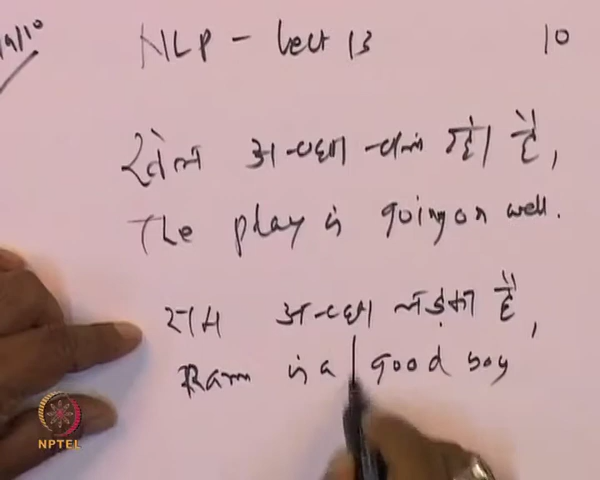 NLP - Lect 13 10
खेल अच्छा चल रहा है,
The play is going on well.
राम अच्छा लड़का है,
Ram is a good boy
NPTEL